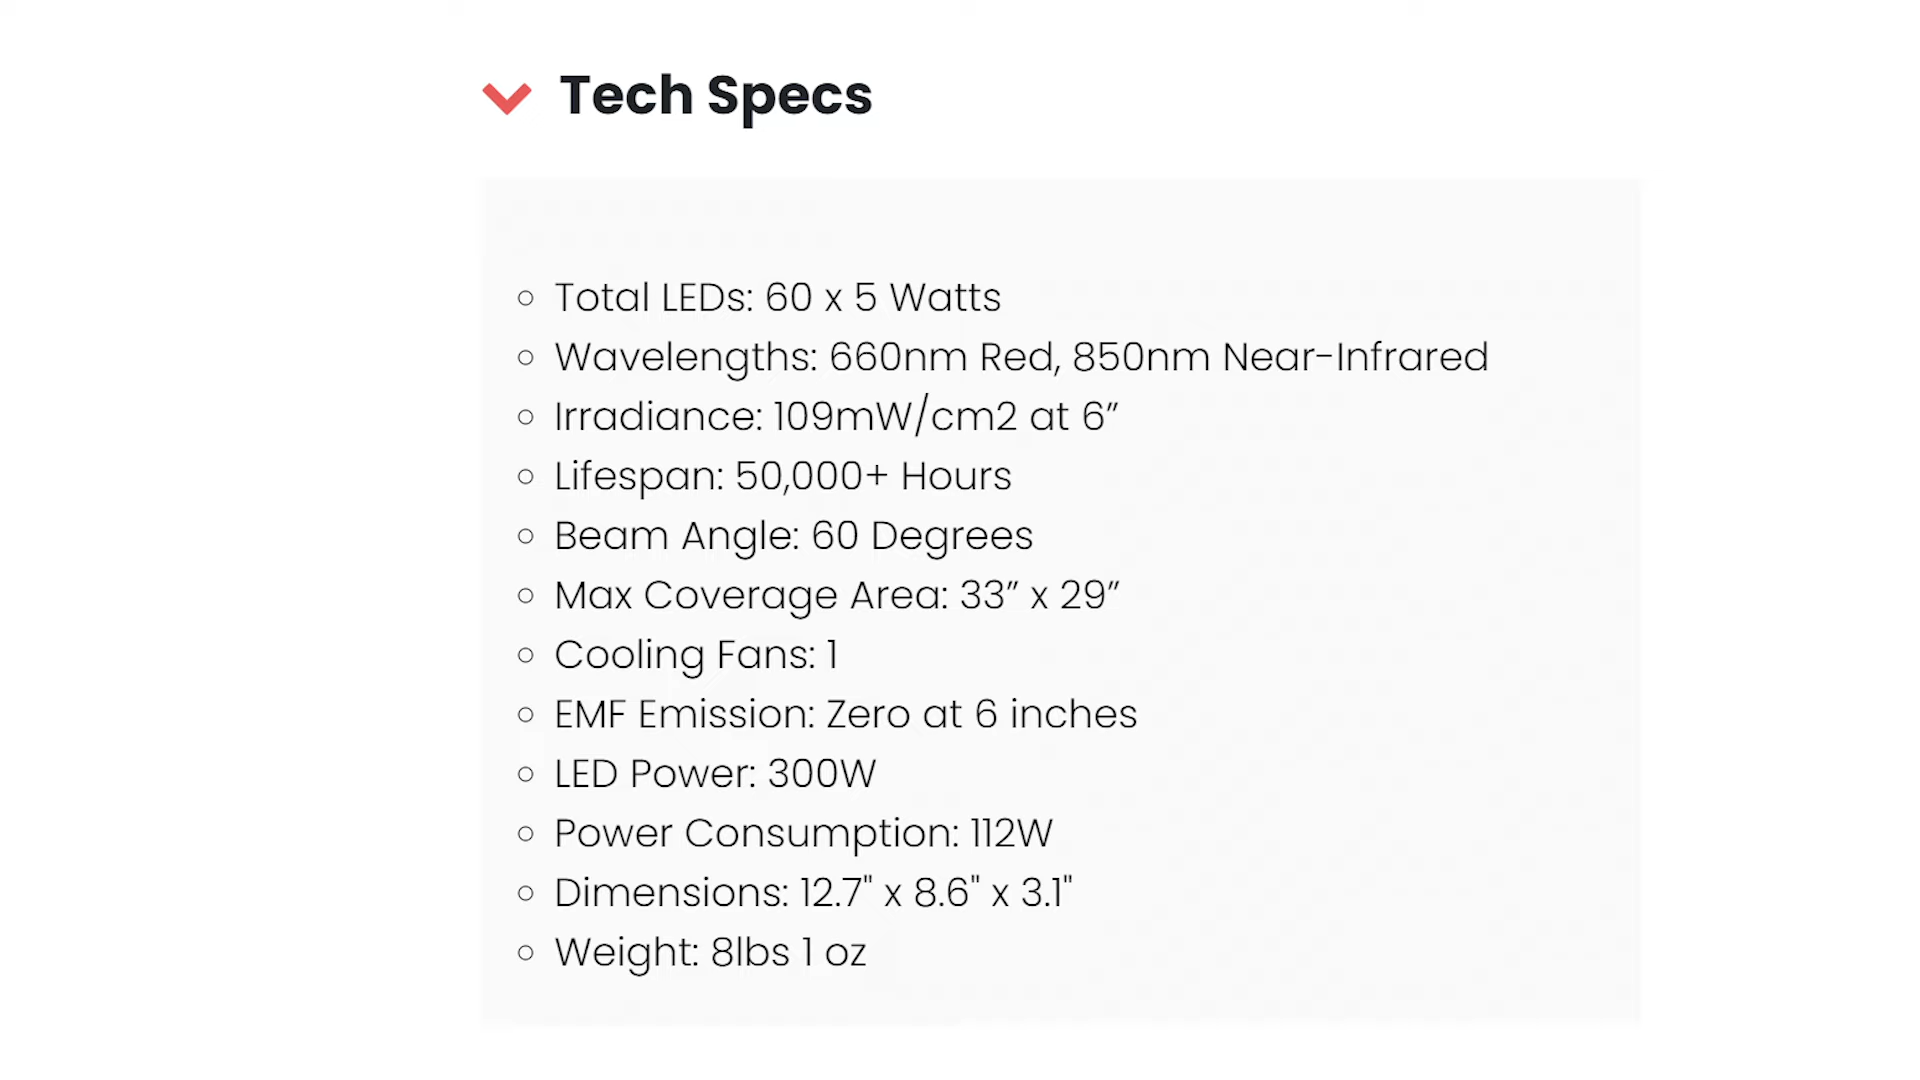 Tech Specs
Total LEDs: 60 x 5 Watts
Wavelengths: 660nm Red, 850nm Near-Infrared
Irradiance: 109mW/cm2 at 6”
Lifespan: 50,000+ Hours
Beam Angle: 60 Degrees
Max Coverage Area: 33” x 29”
Cooling Fans: 1
EMF Emission: Zero at 6 inches
LED Power: 300W
Power Consumption: 112W
Dimensions: 12.7" x 8.6" x 3.1"
Weight: 8lbs 1 oz